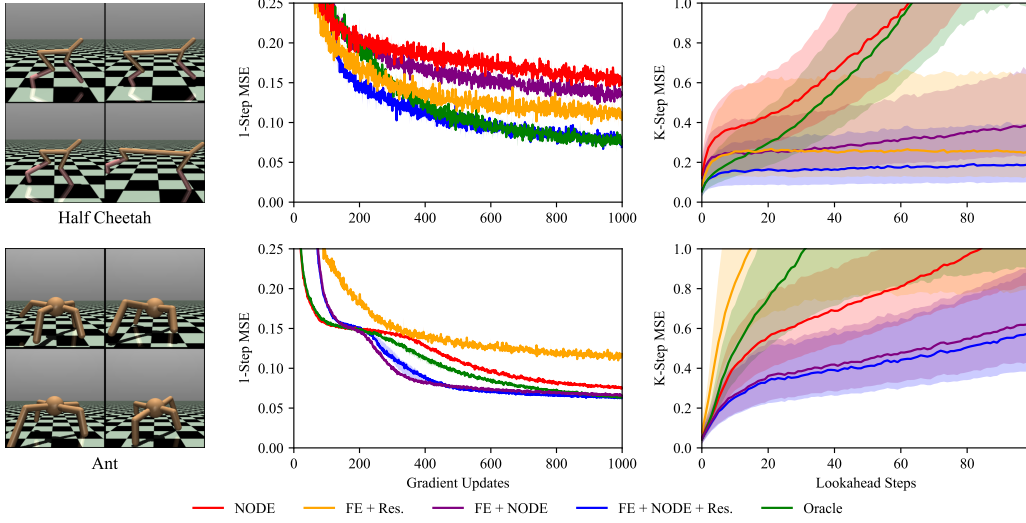 0.25
0.20
0.15
0.10
0.05
0.00
1-Step MSE
0 200 400 600 800 1000
1.0
0.8
0.6
0.4
0.2
0.0
K-Step MSE
0 20 40 60 80
Half Cheetah
0.25
0.20
0.15
0.10
0.05
0.00
1-Step MSE
0 200 400 600 800 1000
Gradient Updates
1.0
0.8
0.6
0.4
0.2
0.0
K-Step MSE
0 20 40 60 80
Lookahead Steps
Ant
NODE FE + Res. FE + NODE FE + NODE + Res. Oracle